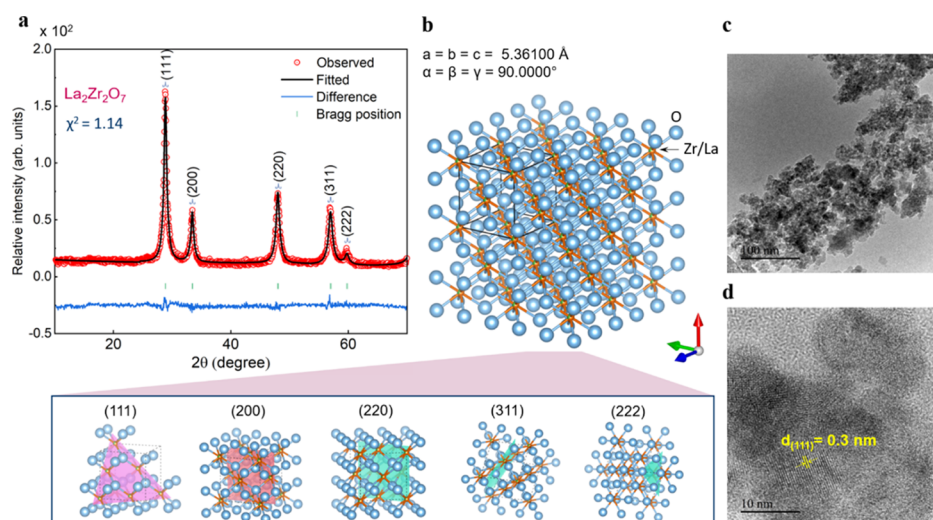 a
x 10²
2.0
1.5
1.0
0.5
0.0
-0.5
Relative intensity (arb. units)
La₂Zr₂O₇
χ² = 1.14
Observed
Fitted
Difference
Bragg position
(111)
(200)
(220)
(311)
(222)
20
40
60
2θ (degree)
b
a = b = c = 5.36100 Å
α = β = γ = 90.0000°
O
Zr/La
(111)
(200)
(220)
(311)
(222)
c
100 nm
d
d(111)= 0.3 nm
10 nm